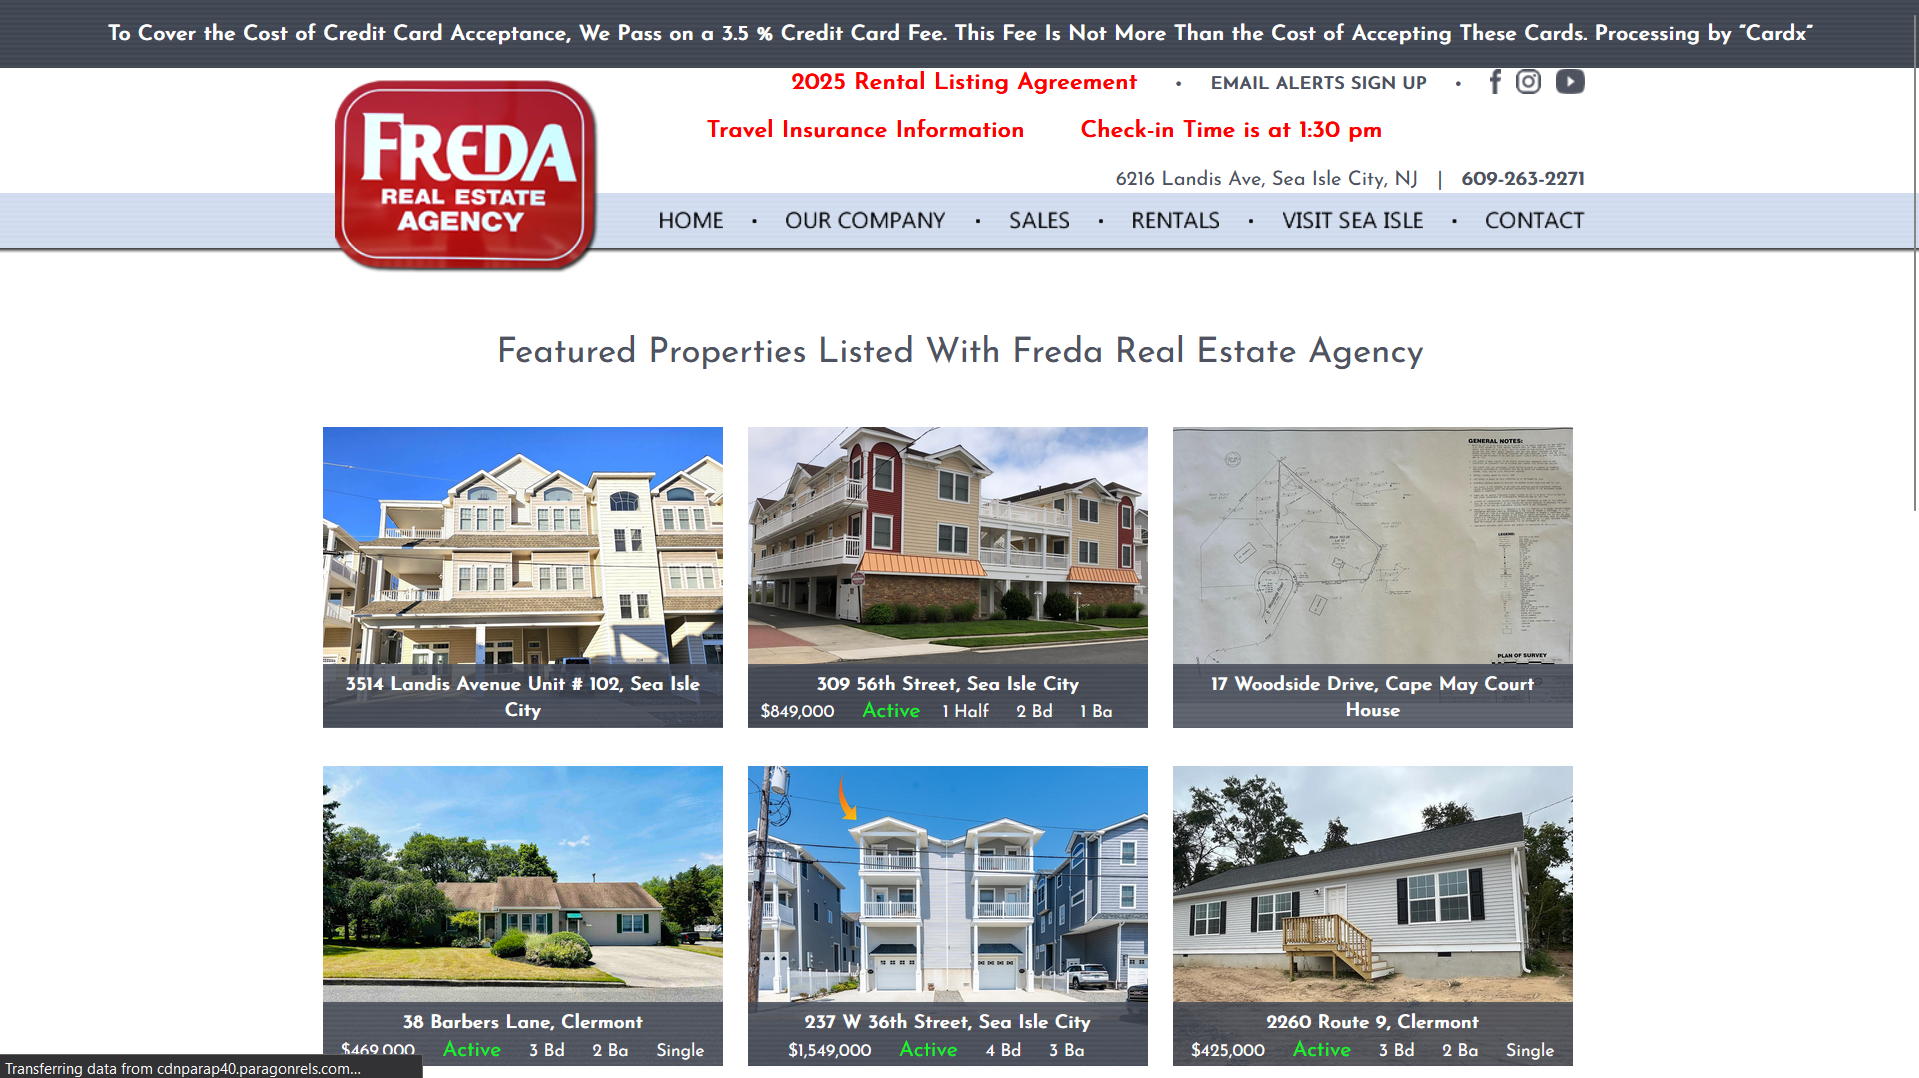 To Cover the Cost of Credit Card Acceptance, We Pass on a 3.5 % Credit Card Fee. This Fee Is Not More Than the Cost of Accepting These Cards. Processing by “Cardx”
2025 Rental Listing Agreement • EMAIL ALERTS SIGN UP •
Travel Insurance Information Check-in Time is at 1:30 pm
6216 Landis Ave, Sea Isle City, NJ | 609-263-2271
FREDA
REAL ESTATE
AGENCY
HOME • OUR COMPANY • SALES • RENTALS • VISIT SEA ISLE • CONTACT
Featured Properties Listed With Freda Real Estate Agency
3514 Landis Avenue Unit # 102, Sea Isle
City
309 56th Street, Sea Isle City
$849,000 Active 1 Half 2 Bd 1 Ba
GENERAL NOTES:
LEGEND:
PLAN OF SURVEY
17 Woodside Drive, Cape May Court
House
38 Barbers Lane, Clermont
$469,000 Active 3 Bd 2 Ba Single
237 W 36th Street, Sea Isle City
$1,549,000 Active 4 Bd 3 Ba
2260 Route 9, Clermont
$425,000 Active 3 Bd 2 Ba Single
Transferring data from cdnparap40.paragonrels.com...